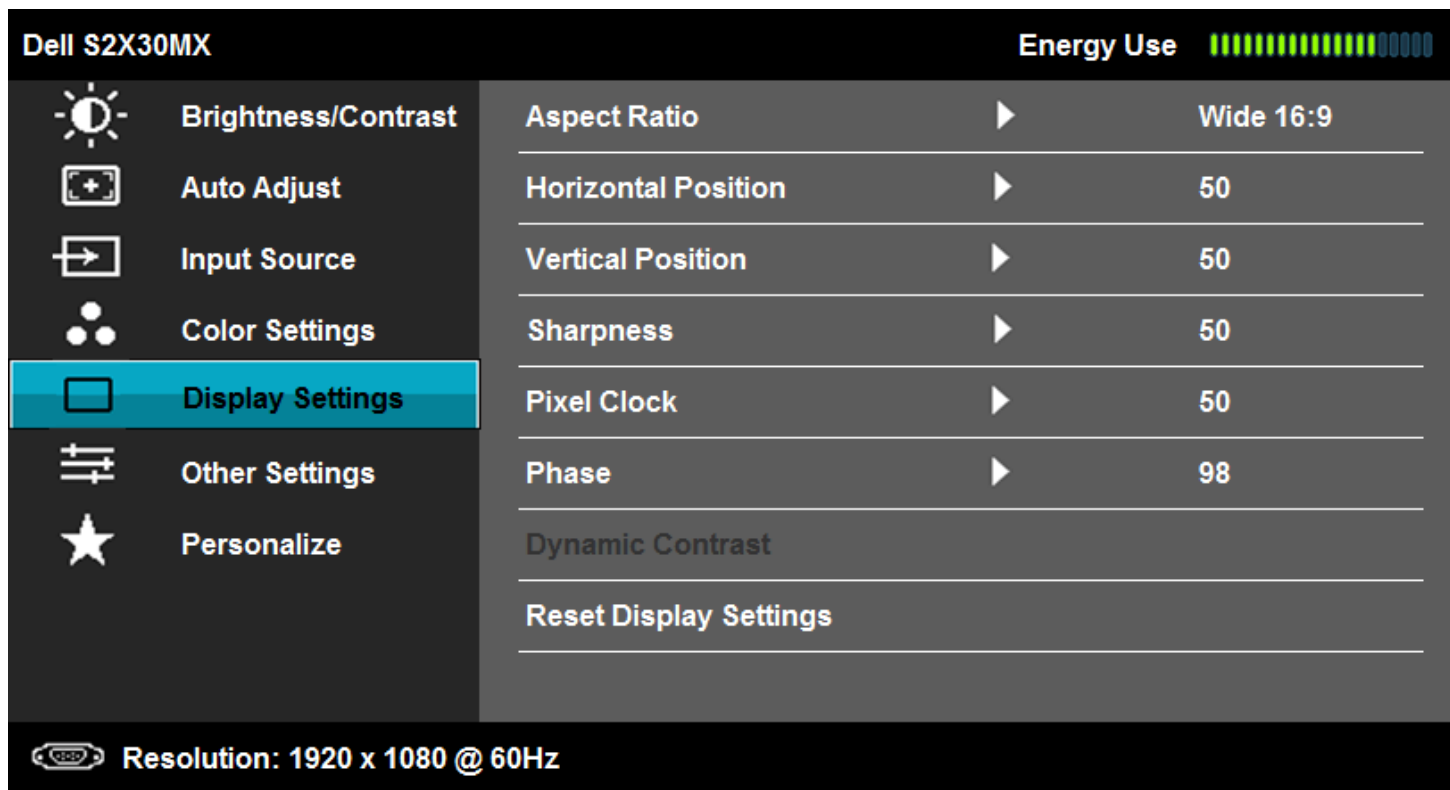 Dell S2X30MX Energy Use
Brightness/Contrast Aspect Ratio Wide 16:9
Auto Adjust Horizontal Position 50
Input Source Vertical Position 50
Color Settings Sharpness 50
Display Settings Pixel Clock 50
Other Settings Phase 98
Personalize Dynamic Contrast
Reset Display Settings
Resolution: 1920 x 1080 @ 60Hz